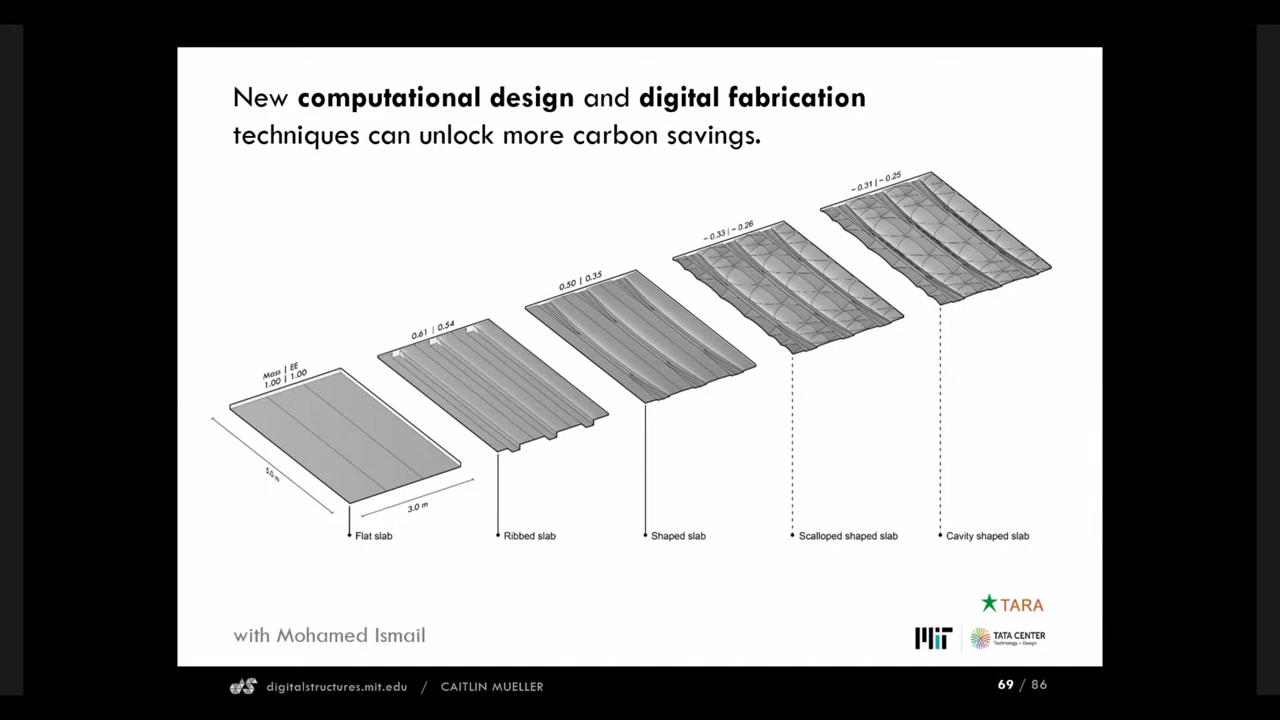 New computational design and digital fabrication
techniques can unlock more carbon savings.
Mass | EE
1.00 | 1.00
0.61 | 0.54
0.50 | 0.35
~ 0.33 | ~ 0.26
~ 0.31 | ~ 0.25
5.0 m
3.0 m
Flat slab
Ribbed slab
Shaped slab
Scalloped shaped slab
Cavity shaped slab
TARA
with Mohamed Ismail
MIT
TATA CENTER
Technology + Design
digitalstructures.mit.edu / CAITLIN MUELLER
69 / 86